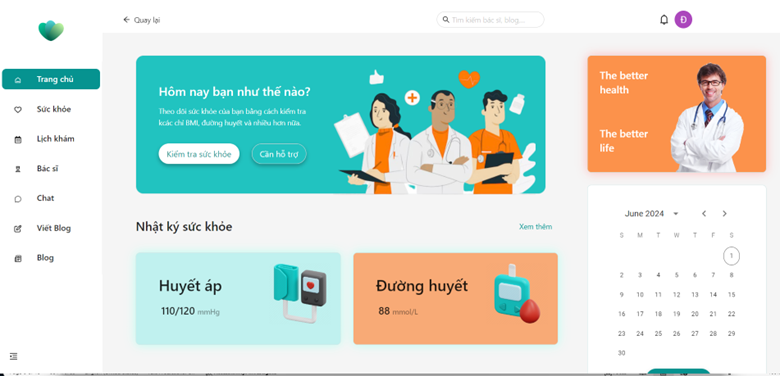 Quay lại
Tìm kiếm bác sĩ, blog,...
Đ
Trang chủ
Sức khỏe
Lịch khám
Bác sĩ
Chat
Viết Blog
Blog
Hôm nay bạn như thế nào?
Theo dõi sức khỏe của bạn bằng cách kiểm tra
kcác chỉ BMI, đường huyết và nhiều hơn nữa.
Kiểm tra sức khỏe
Cần hỗ trợ
The better
health
The better
life
Nhật ký sức khỏe
Xem thêm
Huyết áp
110/120 mmHg
Đường huyết
88 mmol/L
June 2024
S M T W T F S
1
2 3 4 5 6 7 8
9 10 11 12 13 14 15
16 17 18 19 20 21 22
23 24 25 26 27 28 29
30